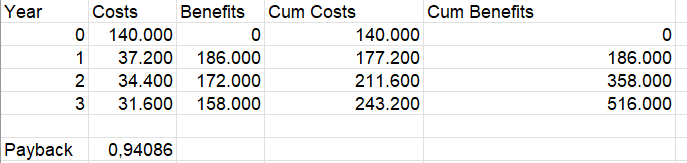 Year Costs Benefits Cum Costs Cum Benefits
0 140.000 0 140.000 0
1 37.200 186.000 177.200 186.000
2 34.400 172.000 211.600 358.000
3 31.600 158.000 243.200 516.000
Payback 0,94086